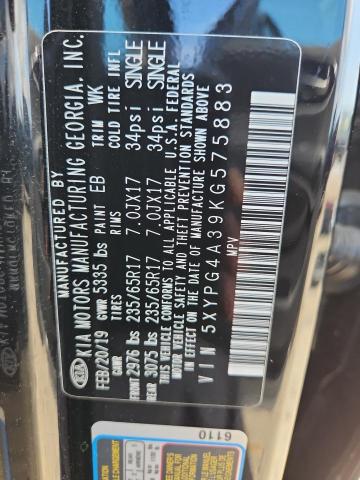 MANUFACTURED BY
KIA MOTORS MANUFACTURING GEORGIA, INC.
FEB/20/19 GVWR 5335 lbs PAINT EB TRIM WK
GAWR TIRES RIMS COLD TIRE INFL
FRONT 2976 lbs 235/65R17 7.0JX17 34psi SINGLE
REAR 3075 lbs 235/65R17 7.0JX17 34psi SINGLE
THIS VEHICLE CONFORMS TO ALL APPLICABLE U.S.A. FEDERAL
MOTOR VEHICLE SAFETY AND THEFT PREVENTION STANDARDS
IN EFFECT ON THE DATE OF MANUFACTURE SHOWN ABOVE
VIN 5XYPG4A39KG575883
MPV
KIA
6110